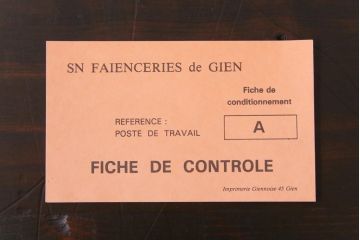 SN FAIENCERIES de GIEN
Fiche de
conditionnement
REFERENCE :
POSTE DE TRAVAIL
A
FICHE DE CONTROLE
Imprimerie Giennoise 45 Gien